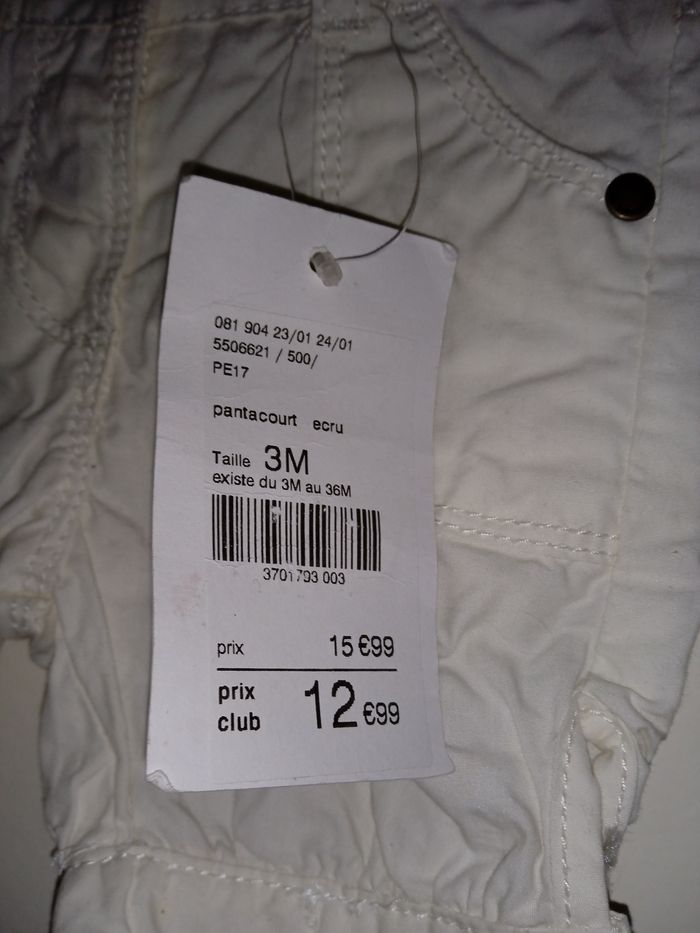 081 904 23/01 24/01
5506621 / 500/
PE17
pantacourt ecru
Taille 3M
existe du 3M au 36M
3701793 003
prix 15 €99
prix club 12 €99